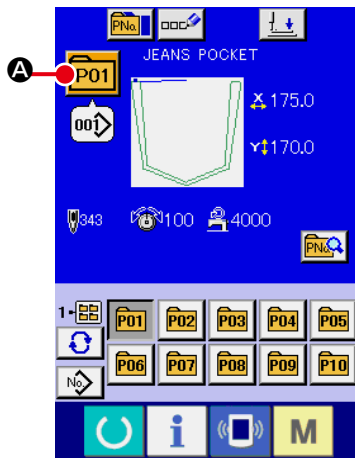 PNo.
A
P01
JEANS POCKET
001
X 175.0
Y 170.0
343
100
4000
PNo.
1-
P01 P02 P03 P04 P05
No.
P06 P07 P08 P09 P10
i
M